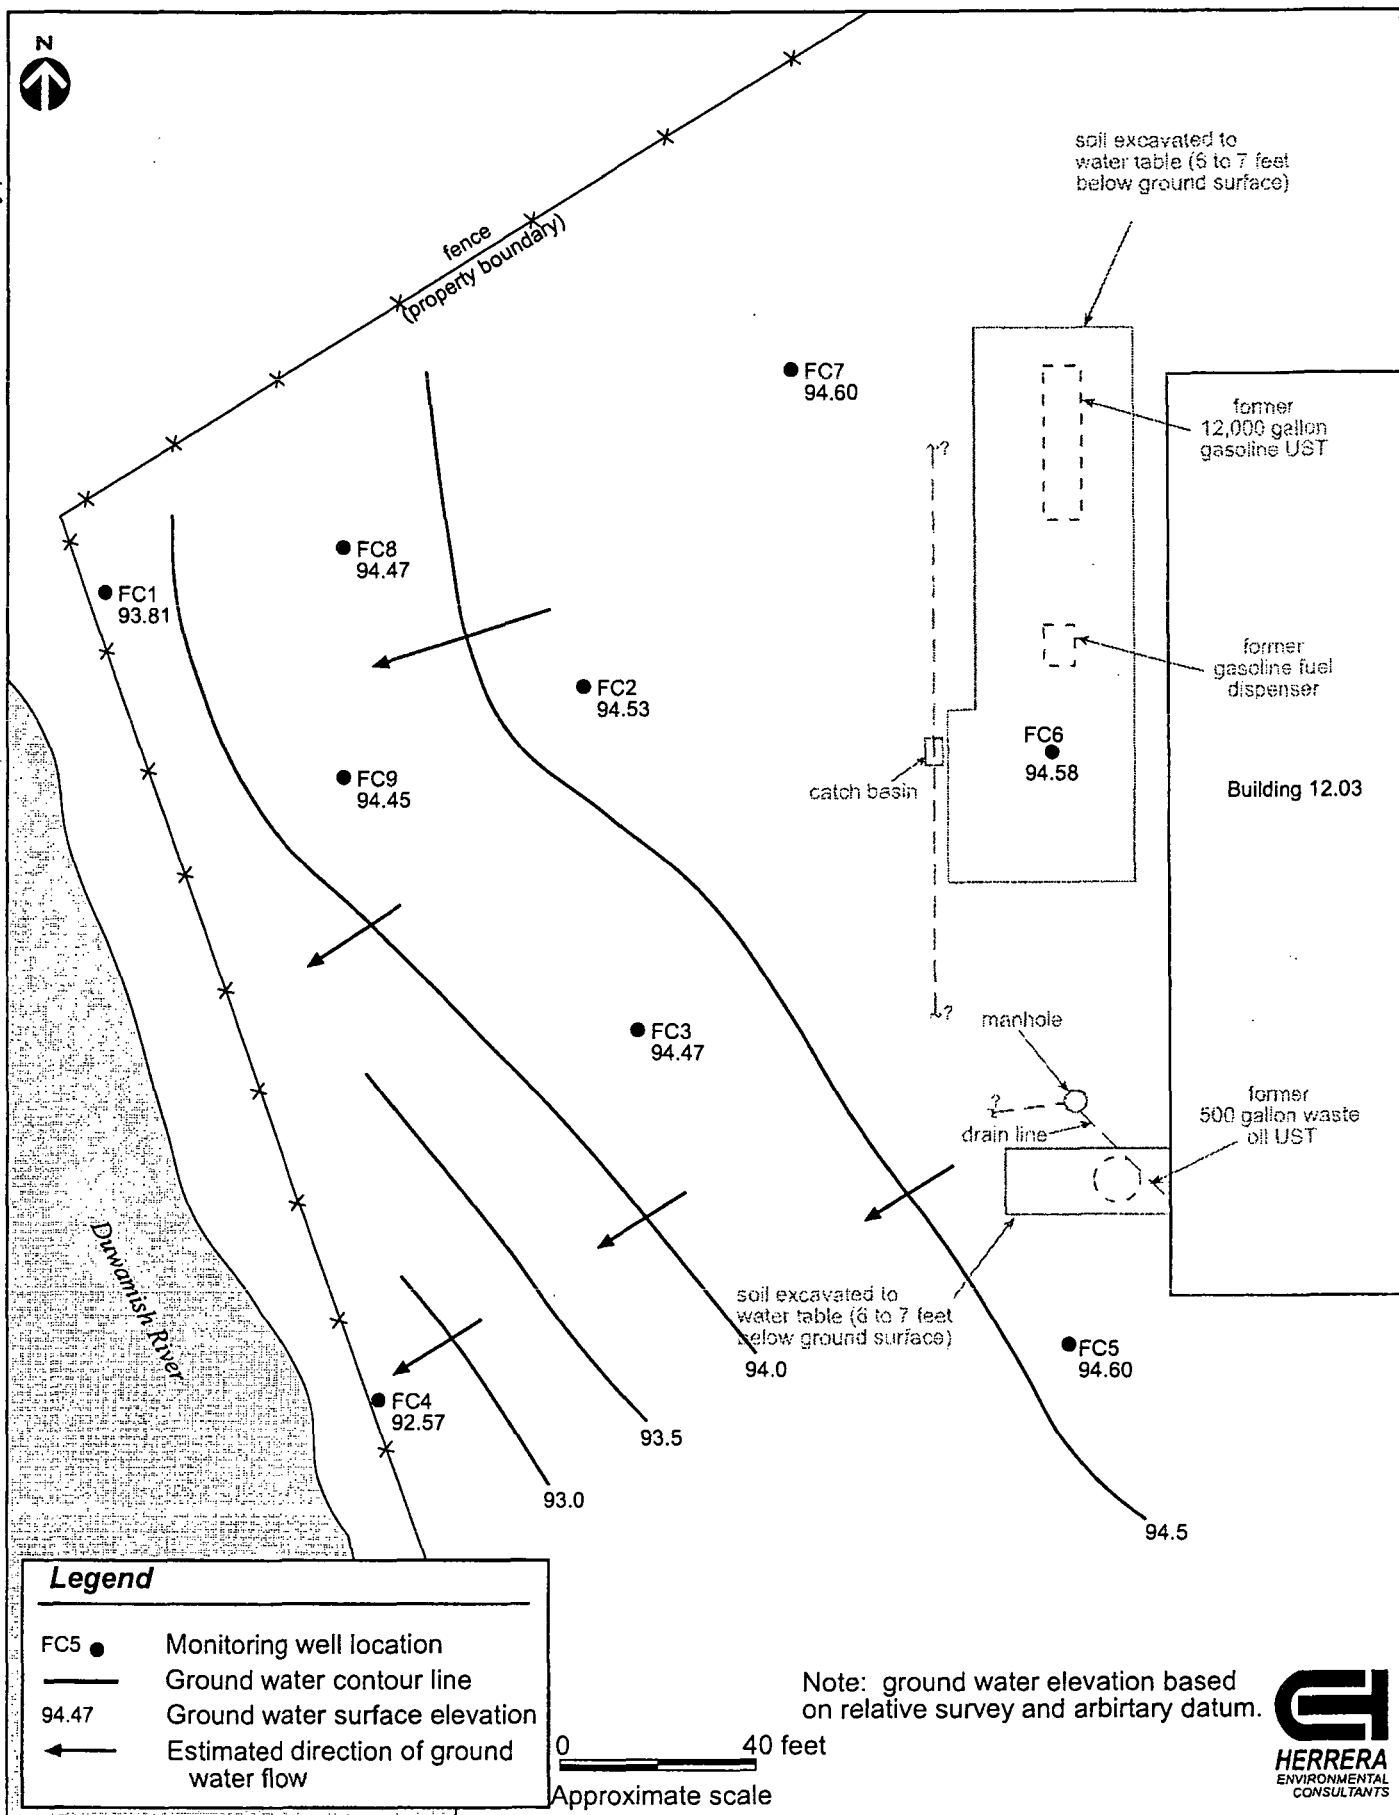 N
soil excavated to
water table (6 to 7 feet
below ground surface)
fence
(property boundary)
FC7
94.60
former
12,000 gallon
gasoline UST
?
FC8
94.47
FC1
93.81
former
gasoline fuel
dispenser
FC2
94.53
FC6
94.58
catch basin
Building 12.03
FC9
94.45
?
manhole
FC3
94.47
former
500 gallon waste
oil UST
?
drain line
Duwamish River
soil excavated to
water table (6 to 7 feet
below ground surface)
FC5
94.60
94.0
FC4
92.57
93.5
93.0
94.5
Legend
FC5 Monitoring well location
Ground water contour line
94.47 Ground water surface elevation
Estimated direction of ground
water flow
Note: ground water elevation based
on relative survey and arbirtary datum.
0 40 feet
Approximate scale
HERRERA
ENVIRONMENTAL
CONSULTANTS